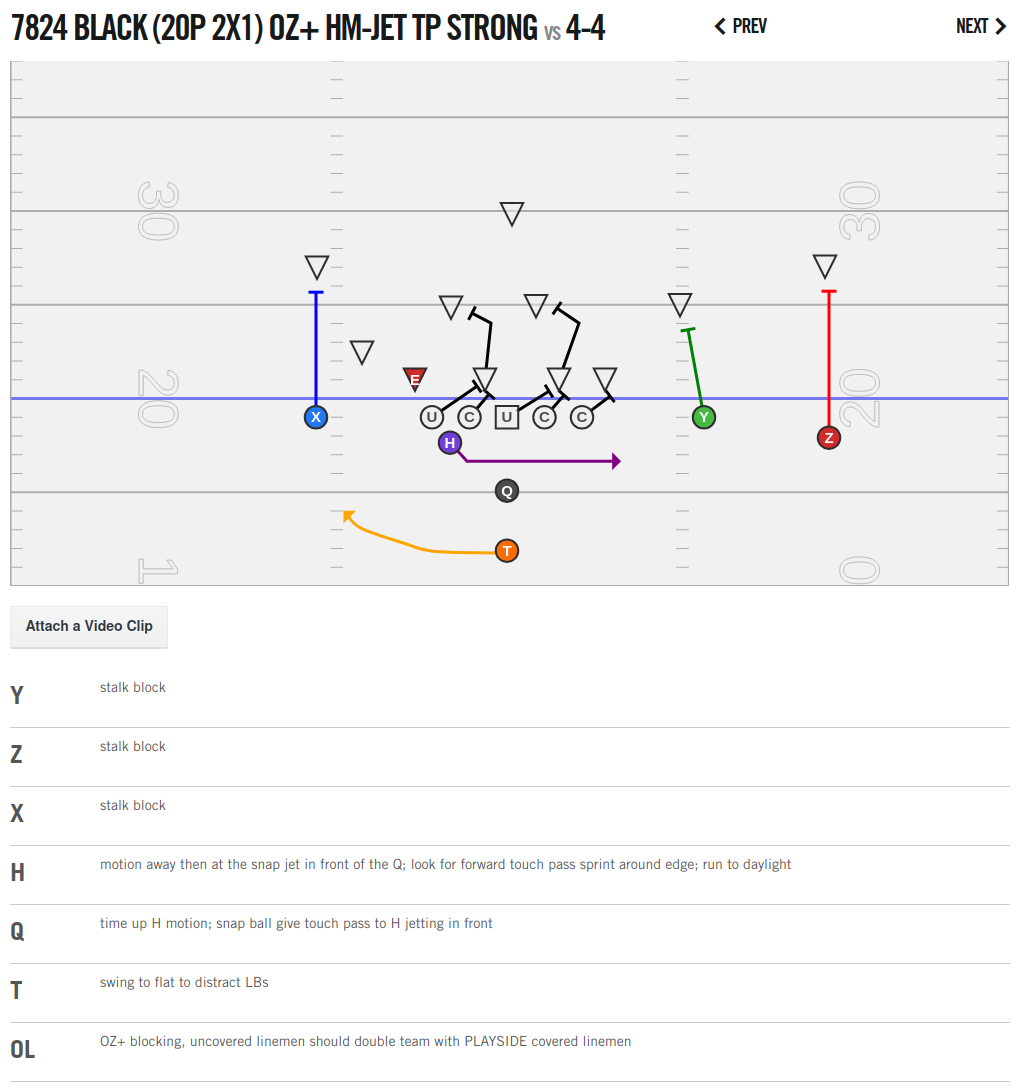 7824 BLACK (20P 2X1) OZ+ HM-JET TP STRONG vs 4-4
PREV
NEXT
30
30
20
20
E
X
U
C
U
C
C
Y
H
Z
Q
T
1
0
Attach a Video Clip
Y stalk block
Z stalk block
X stalk block
H motion away then at the snap jet in front of the Q; look for forward touch pass sprint around edge; run to daylight
Q time up H motion; snap ball give touch pass to H jetting in front
T swing to flat to distract LBs
OL OZ+ blocking, uncovered linemen should double team with PLAYSIDE covered linemen